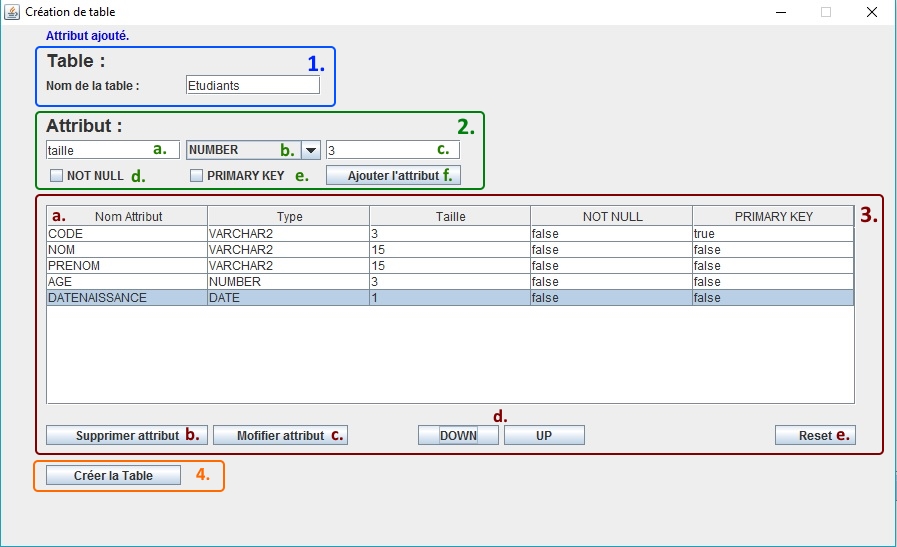 Création de table
Attribut ajouté.
Table : 1.
Nom de la table : Etudiants
Attribut : 2.
taille a. NUMBER b. 3 c.
NOT NULL d. PRIMARY KEY e. Ajouter l'attribut f.
3.
a. Nom Attribut Type Taille NOT NULL PRIMARY KEY
CODE VARCHAR2 3 false true
NOM VARCHAR2 15 false false
PRENOM VARCHAR2 15 false false
AGE NUMBER 3 false false
DATENAISSANCE DATE 1 false false
d.
Supprimer attribut b. Mofifier attribut c. DOWN UP Reset e.
Créer la Table 4.